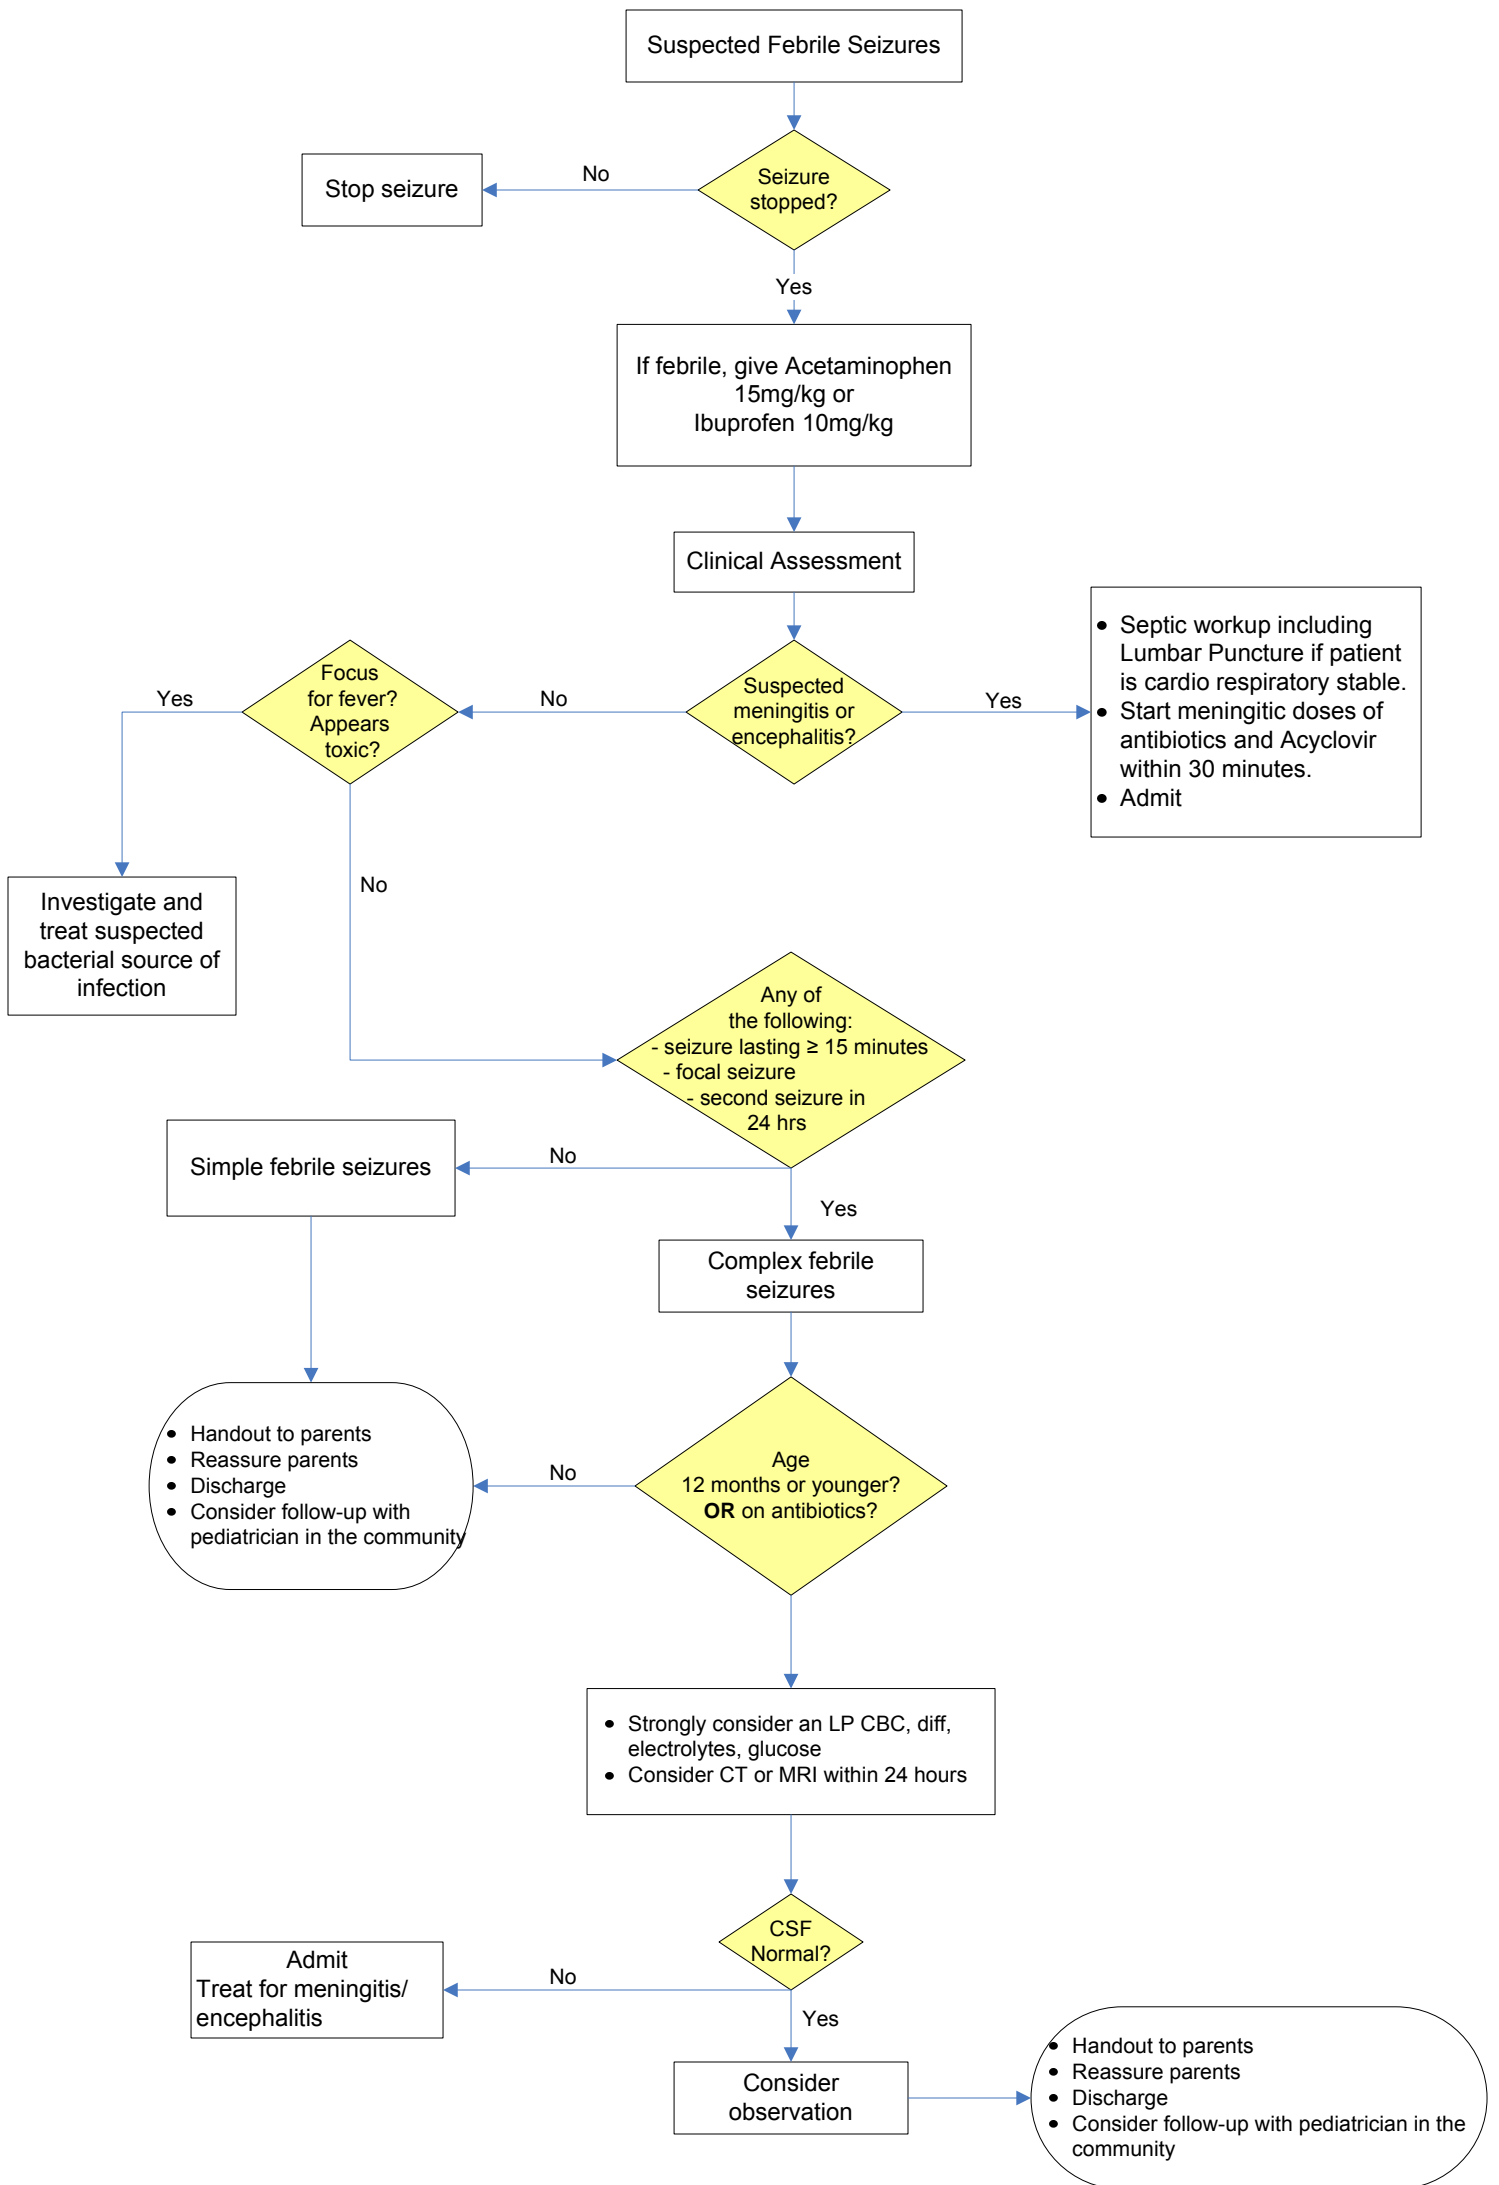 Suspected Febrile Seizures
Seizure
stopped?
No
Stop seizure
Yes
If febrile, give Acetaminophen
15mg/kg or
Ibuprofen 10mg/kg
Clinical Assessment
Suspected
meningitis or
encephalitis?
Yes
• Septic workup including
Lumbar Puncture if patient
is cardio respiratory stable.
• Start meningitic doses of
antibiotics and Acyclovir
within 30 minutes.
• Admit
No
Focus
for fever?
Appears
toxic?
Yes
Investigate and
treat suspected
bacterial source of
infection
No
Any of
the following:
- seizure lasting ≥ 15 minutes
- focal seizure
- second seizure in
24 hrs
No
Simple febrile seizures
Yes
Complex febrile
seizures
Age
12 months or younger?
OR on antibiotics?
No
• Handout to parents
• Reassure parents
• Discharge
• Consider follow-up with
pediatrician in the community
• Strongly consider an LP CBC, diff,
electrolytes, glucose
• Consider CT or MRI within 24 hours
CSF
Normal?
No
Admit
Treat for meningitis/
encephalitis
Yes
Consider
observation
• Handout to parents
• Reassure parents
• Discharge
• Consider follow-up with pediatrician in the
community